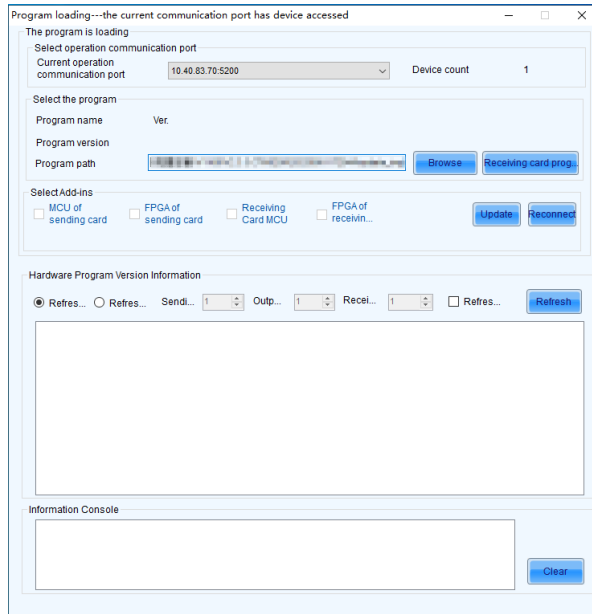 Program loading---the current communication port has device accessed
The program is loading
Select operation communication port
Current operation communication port
10.40.83.70:5200
Device count
1
Select the program
Program name
Ver.
Program version
Program path
Browse
Receiving card prog...
Select Add-ins
MCU of sending card
FPGA of sending card
Receiving Card MCU
FPGA of receivin...
Update
Reconnect
Hardware Program Version Information
Refres...
Refres...
Sendi...
1
Outp...
1
Recei...
1
Refres...
Refresh
Information Console
Clear